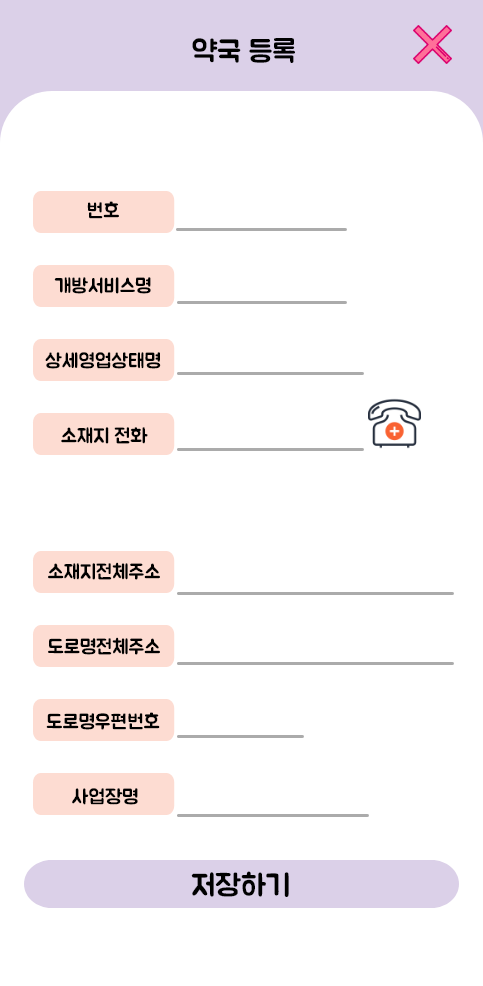 약국 등록
번호
개방서비스명
상세영업상태명
소재지 전화
소재지전체주소
도로명전체주소
도로명우편번호
사업장명
저장하기